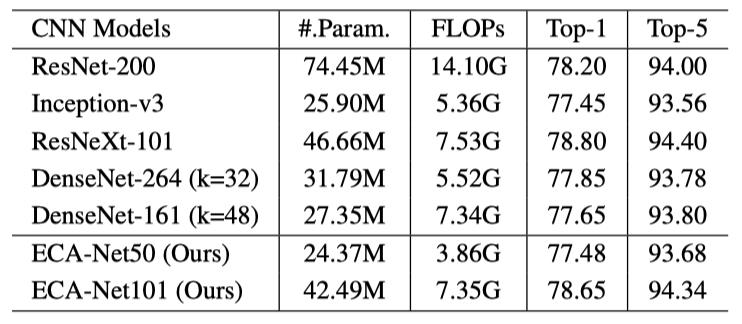 CNN Models #.Param. FLOPs Top-1 Top-5
ResNet-200 74.45M 14.10G 78.20 94.00
Inception-v3 25.90M 5.36G 77.45 93.56
ResNeXt-101 46.66M 7.53G 78.80 94.40
DenseNet-264 (k=32) 31.79M 5.52G 77.85 93.78
DenseNet-161 (k=48) 27.35M 7.34G 77.65 93.80
ECA-Net50 (Ours) 24.37M 3.86G 77.48 93.68
ECA-Net101 (Ours) 42.49M 7.35G 78.65 94.34